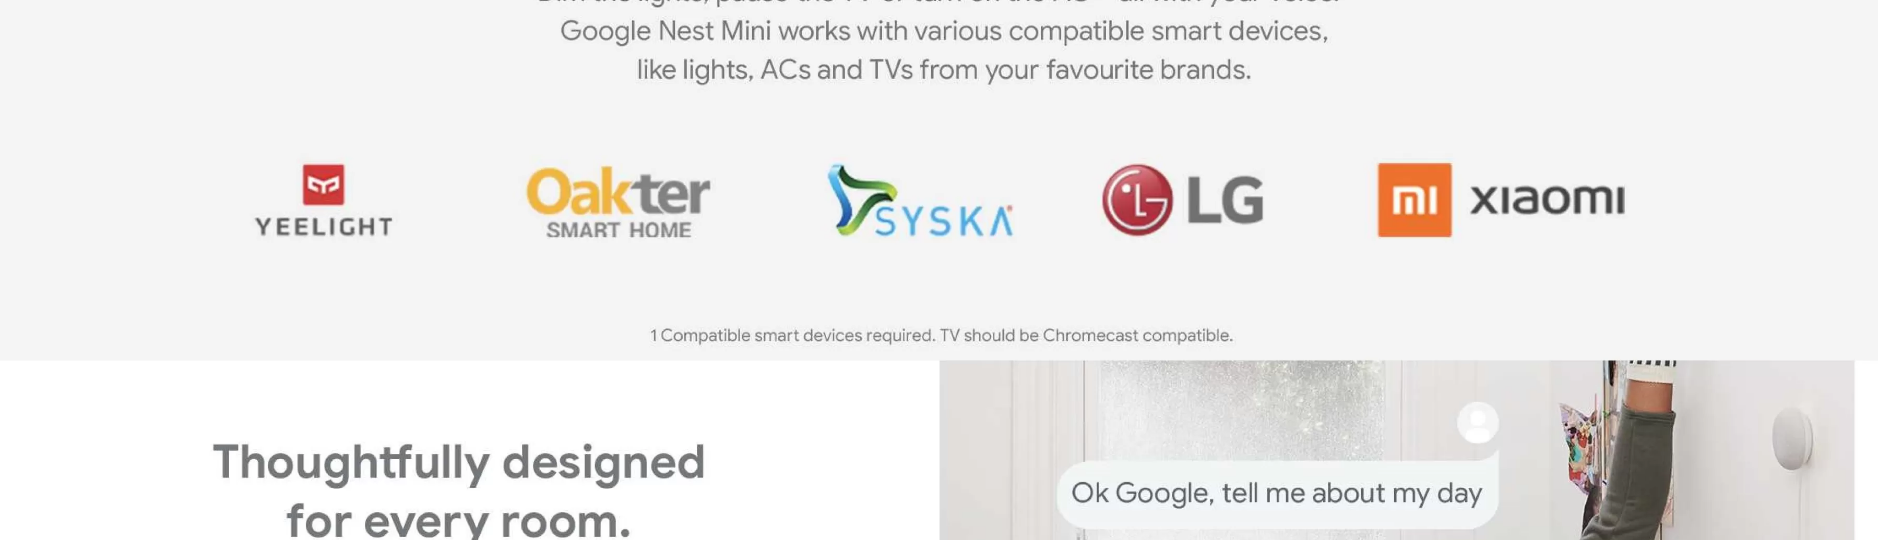 Google Nest Mini works with various compatible smart devices,
like lights, ACs and TVs from your favourite brands.
YEELIGHT
Oakter
SMART HOME
SYSKA
LG
mi xiaomi
1 Compatible smart devices required. TV should be Chromecast compatible.
Thoughtfully designed
for every room.
Ok Google, tell me about my day